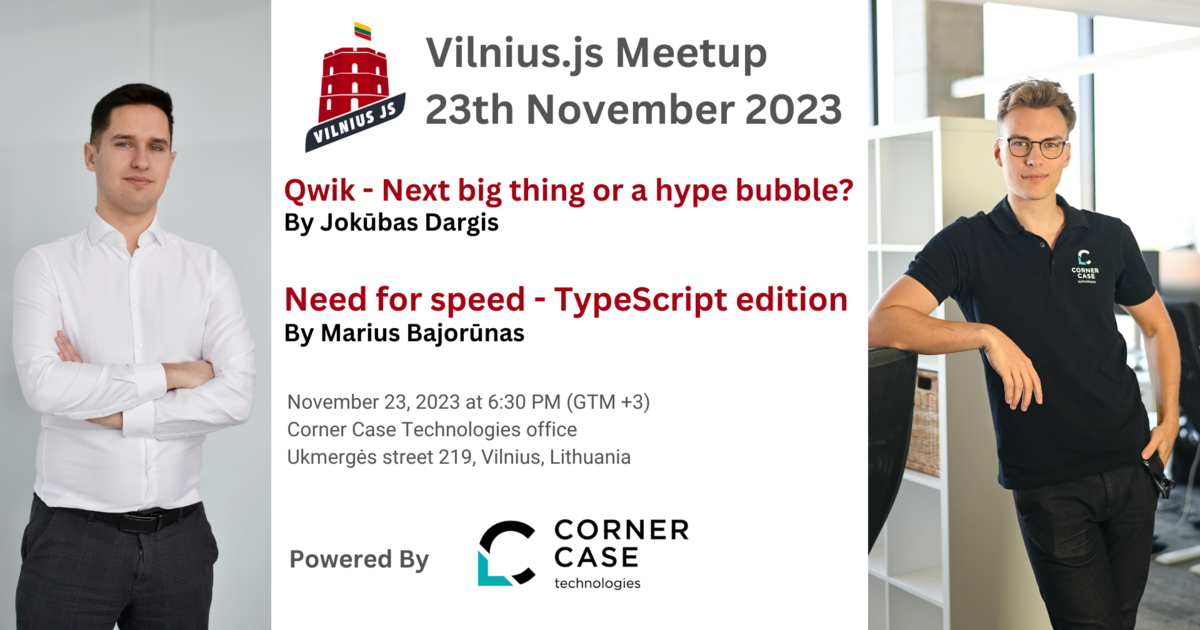 VILNIUS JS
Vilnius.js Meetup
23th November 2023
Qwik - Next big thing or a hype bubble?
By Jokūbas Dargis
Need for speed - TypeScript edition
By Marius Bajorūnas
November 23, 2023 at 6:30 PM (GTM +3)
Corner Case Technologies office
Ukmergės street 219, Vilnius, Lithuania
Powered By
CORNER
CASE
technologies
CORNER
CASE
technologies